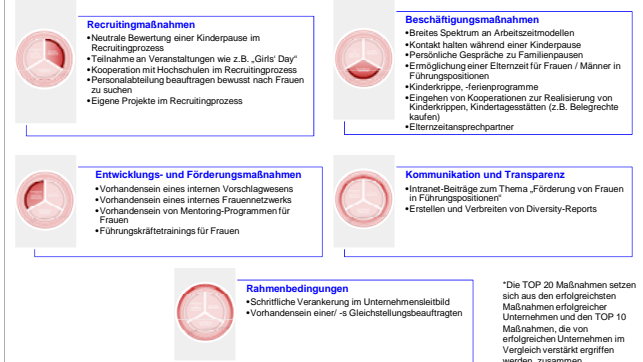 Recruitingmaßnahmen
•Neutrale Bewertung einer Kinderpause im
Recruitingprozess
•Teilnahme an Veranstaltungen wie z.B. „Girls' Day“
•Kooperation mit Hochschulen im Recruitingprozess
•Personalabteilung beauftragen bewusst nach Frauen
zu suchen
•Eigene Projekte im Recruitingprozess
Beschäftigungsmaßnahmen
•Breites Spektrum an Arbeitszeitmodellen
•Kontakt halten während einer Kinderpause
•Persönliche Gespräche zu Familienpausen
•Ermöglichung einer Elternzeit für Frauen / Männer in
Führungspositionen
•Kinderkrippe, -ferienprogramme
•Eingehen von Kooperationen zur Realisierung von
Kinderkrippen, Kindertagesstätten (z.B. Belegrechte
kaufen)
•Elternzeitansprechpartner
Entwicklungs- und Förderungsmaßnahmen
•Vorhandensein eines internen Vorschlagwesens
•Vorhandensein eines internes Frauennetzwerks
•Vorhandensein von Mentoring-Programmen für
Frauen
•Führungskräftetrainings für Frauen
Kommunikation und Transparenz
•Intranet-Beiträge zum Thema „Förderung von Frauen
in Führungspositionen“
•Erstellen und Verbreiten von Diversity-Reports
Rahmenbedingungen
•Schriftliche Verankerung im Unternehmensleitbild
•Vorhandensein einer/ -s Gleichstellungsbeauftragten
*Die TOP 20 Maßnahmen setzen
sich aus den erfolgreichsten
Maßnahmen erfolgreicher
Unternehmen und den TOP 10
Maßnahmen, die von
erfolgreichen Unternehmen im
Vergleich verstärkt ergriffen
werden, zusammen